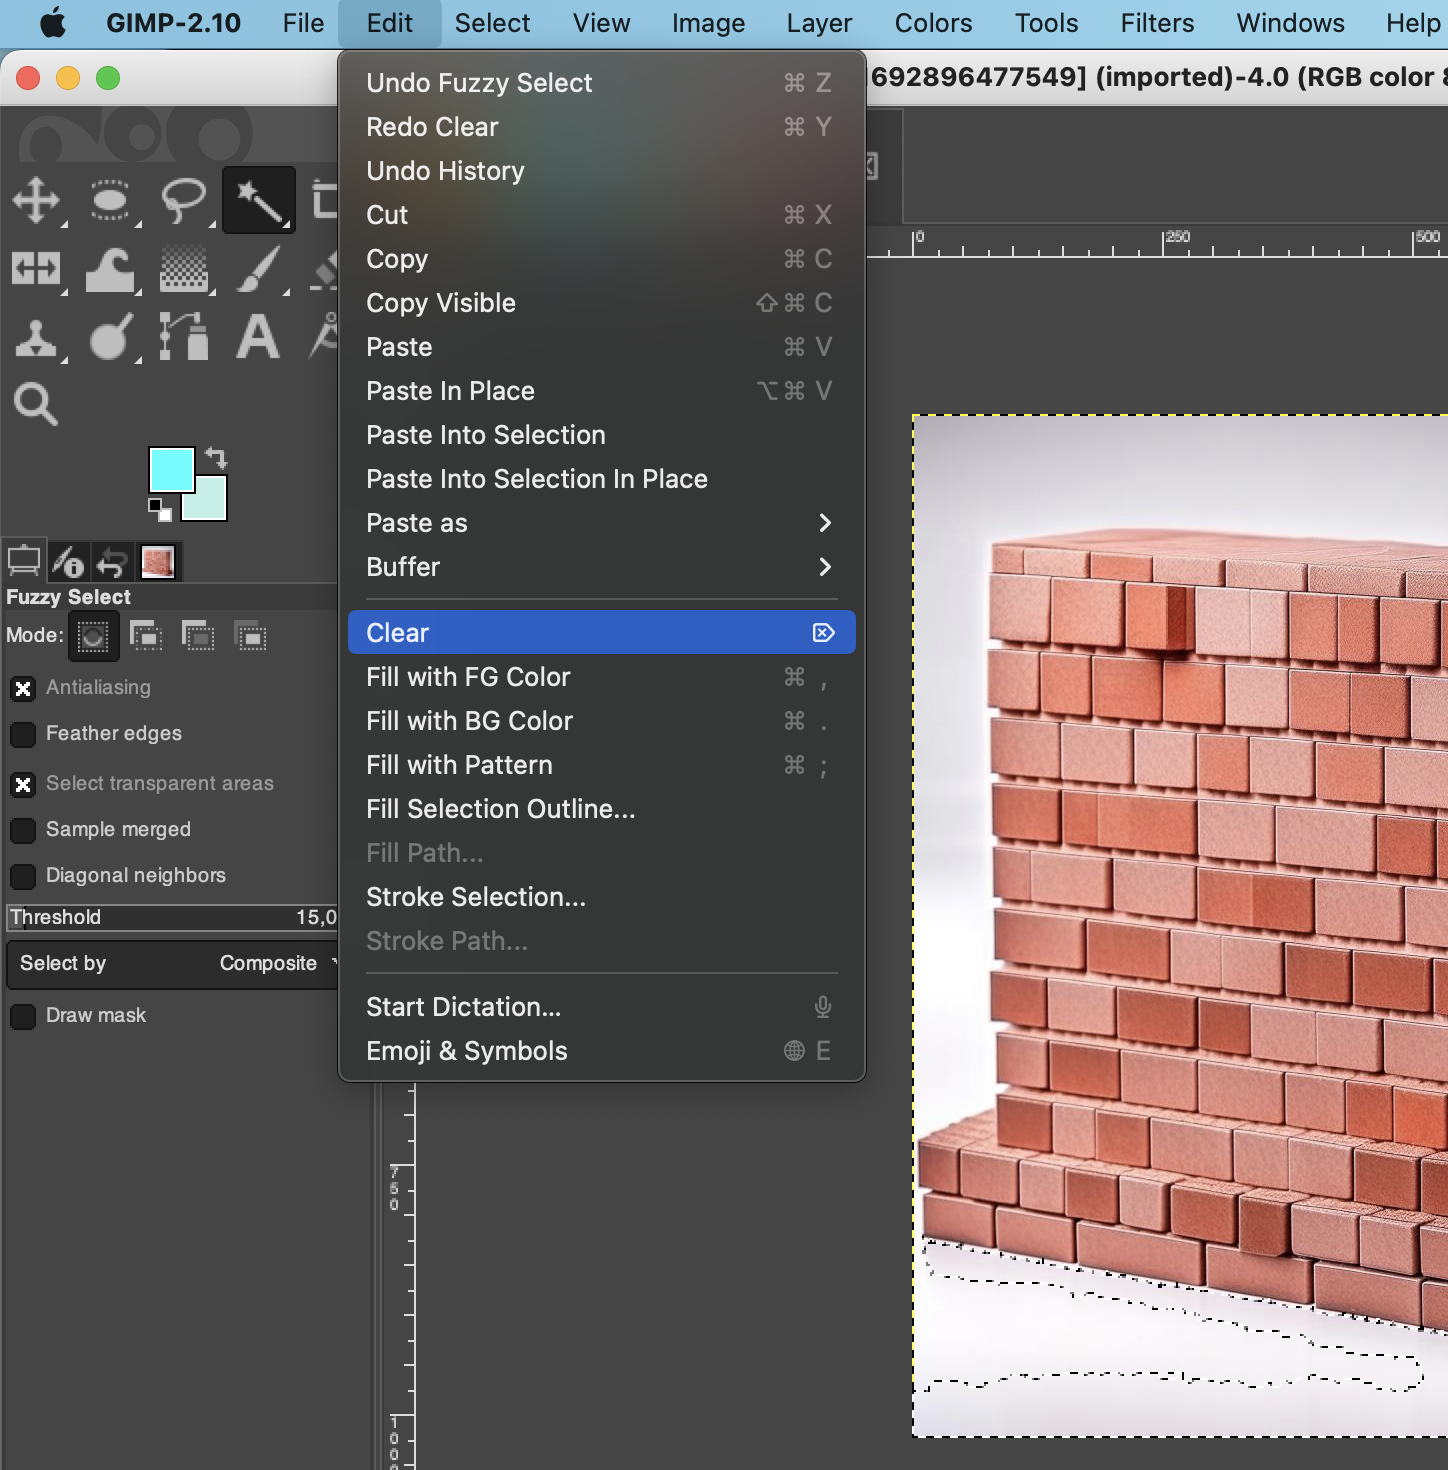 GIMP-2.10 File Edit Select View Image Layer Colors Tools Filters Windows Help
1692896477549] (imported)-4.0 (RGB color
Undo Fuzzy Select ⌘ Z
Redo Clear ⌘ Y
Undo History
Cut ⌘ X
Copy ⌘ C
Copy Visible ⇧⌘ C
Paste ⌘ V
Paste In Place ⌥⌘ V
Paste Into Selection
Paste Into Selection In Place
Paste as
Buffer
Clear
Fill with FG Color ⌘ ,
Fill with BG Color ⌘ .
Fill with Pattern ⌘ ;
Fill Selection Outline...
Fill Path...
Stroke Selection...
Stroke Path...
Start Dictation...
Emoji & Symbols E
Fuzzy Select
Mode:
Antialiasing
Feather edges
Select transparent areas
Sample merged
Diagonal neighbors
Threshold 15,0
Select by Composite
Draw mask
0 250 500
750
1000